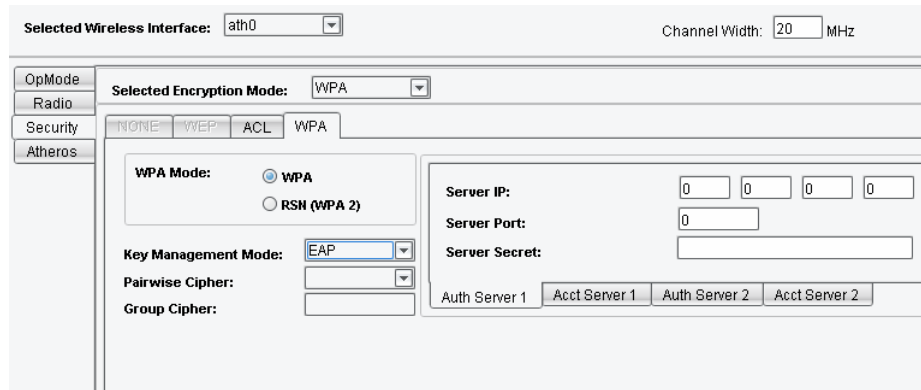 Selected Wireless Interface: ath0 Channel Width: 20 MHz
OpMode
Radio
Security
Atheros
Selected Encryption Mode: WPA
NONE WEP ACL WPA
WPA Mode: WPA
RSN (WPA 2)
Key Management Mode: EAP
Pairwise Cipher:
Group Cipher:
Server IP: 0 0 0 0
Server Port: 0
Server Secret:
Auth Server 1 Acct Server 1 Auth Server 2 Acct Server 2